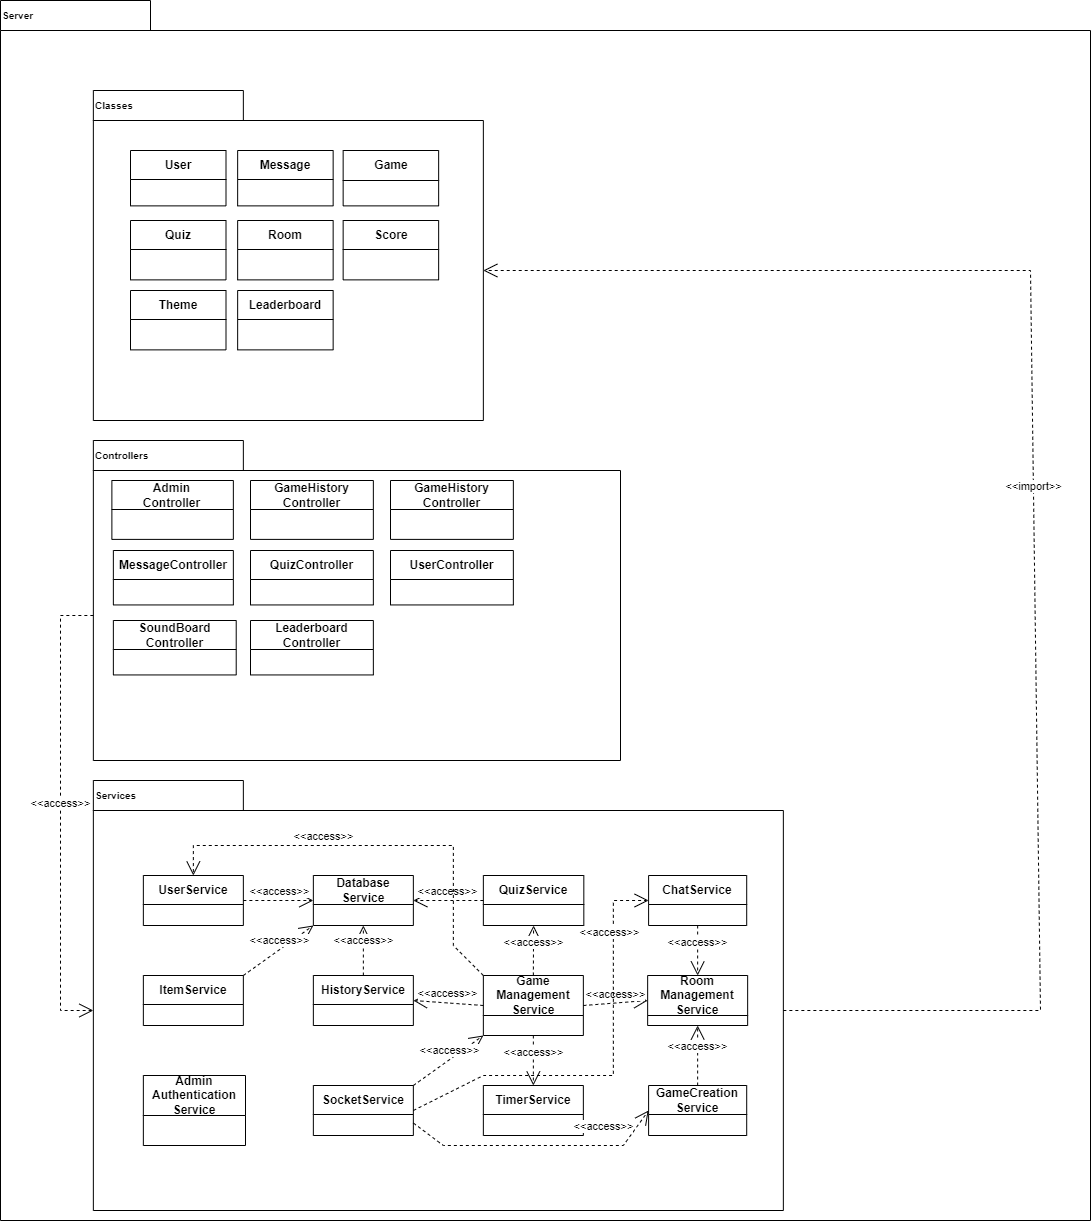 Server
Classes
User
Message
Game
Quiz
Room
Score
Theme
Leaderboard
<<import>>
Controllers
Admin
Controller
GameHistory
Controller
GameHistory
Controller
MessageController
QuizController
UserController
SoundBoard
Controller
Leaderboard
Controller
<<access>>
Services
<<access>>
UserService
<<access>>
Database
Service
<<access>>
QuizService
ChatService
<<access>>
<<access>>
<<access>>
<<access>>
<<access>>
ItemService
HistoryService
<<access>>
Game
Management
Service
<<access>>
Room
Management
Service
<<access>>
<<access>>
<<access>>
Admin
Authentication
Service
SocketService
TimerService
GameCreation
Service
<<access>>